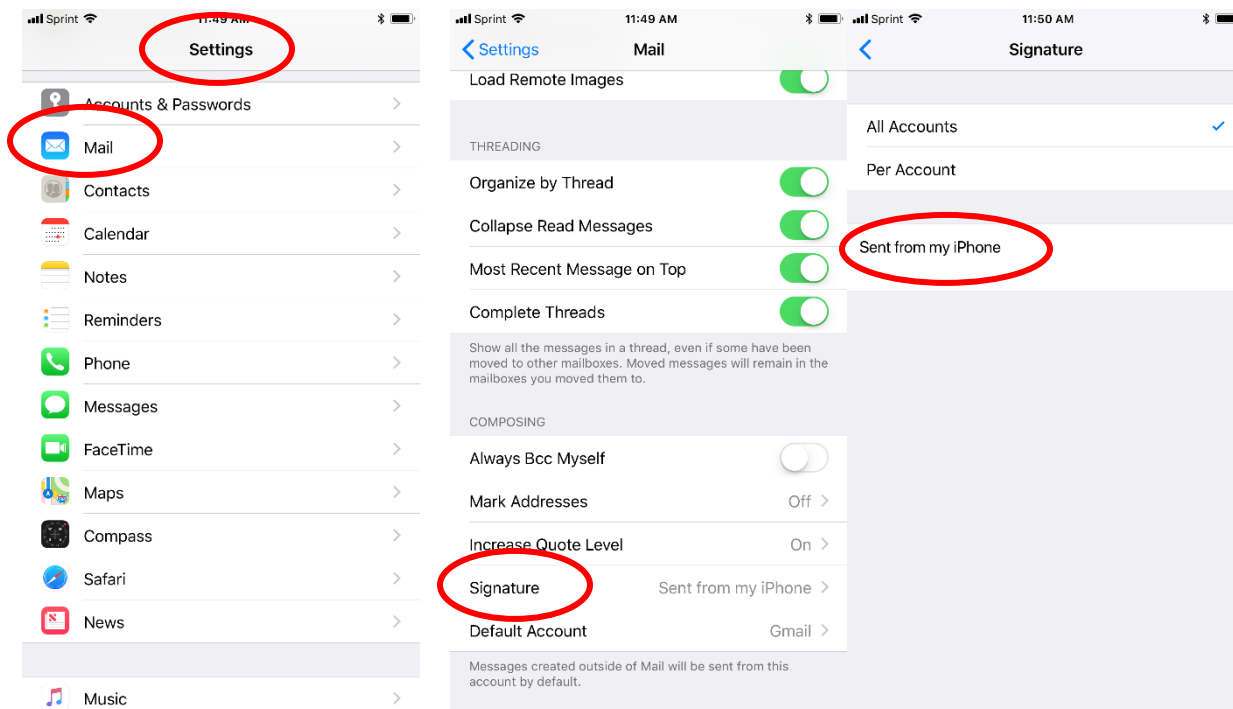 Sprint 11:49 AM
Settings
Accounts & Passwords
Mail
Contacts
Calendar
Notes
Reminders
Phone
Messages
FaceTime
Maps
Compass
Safari
News
Music
Sprint 11:49 AM
Settings Mail
Load Remote Images
THREADING
Organize by Thread
Collapse Read Messages
Most Recent Message on Top
Complete Threads
Show all the messages in a thread, even if some have been
moved to other mailboxes. Moved messages will remain in the
mailboxes you moved them to.
COMPOSING
Always Bcc Myself
Mark Addresses Off
Increase Quote Level On
Signature Sent from my iPhone
Default Account Gmail
Messages created outside of Mail will be sent from this
account by default.
Sprint 11:50 AM
Signature
All Accounts
Per Account
Sent from my iPhone